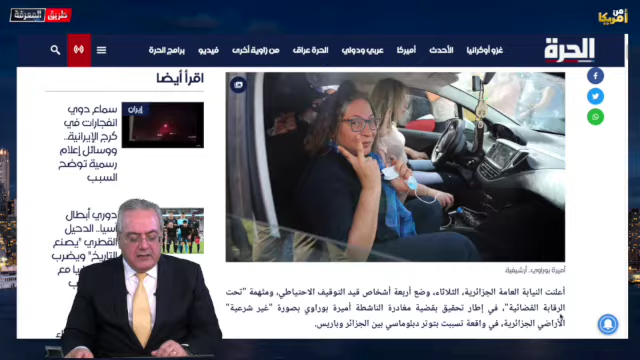 طريق المعرفة
من أمريكا
الحرة
غزو أوكرانيا
الأحدث
أميركا
عربي ودولي
الحرة عراق
من زاوية أخرى
فيديو
برامج الحرة
اقرأ أيضا
إيران
سماع دوي
انفجارات في
كرج الإيرانية..
ووسائل إعلام
رسمية توضح
السبب
دوري أبطال
آسيا.. الدحيل
القطري "يصنع
التاريخ" ويضرب
مع
أميرة بوراوي.. أرشيفية
أعلنت النيابة العامة الجزائرية، الثلاثاء، وضع أربعة أشخاص قيد التوقيف الاحتياطي، ومتهمة "تحت
الرقابة القضائية"، في إطار تحقيق بقضية مغادرة الناشطة أميرة بوراوي بصورة "غير شرعية"
الأراضي الجزائرية، في واقعة تسببت بتوتر دبلوماسي بين الجزائر وباريس.